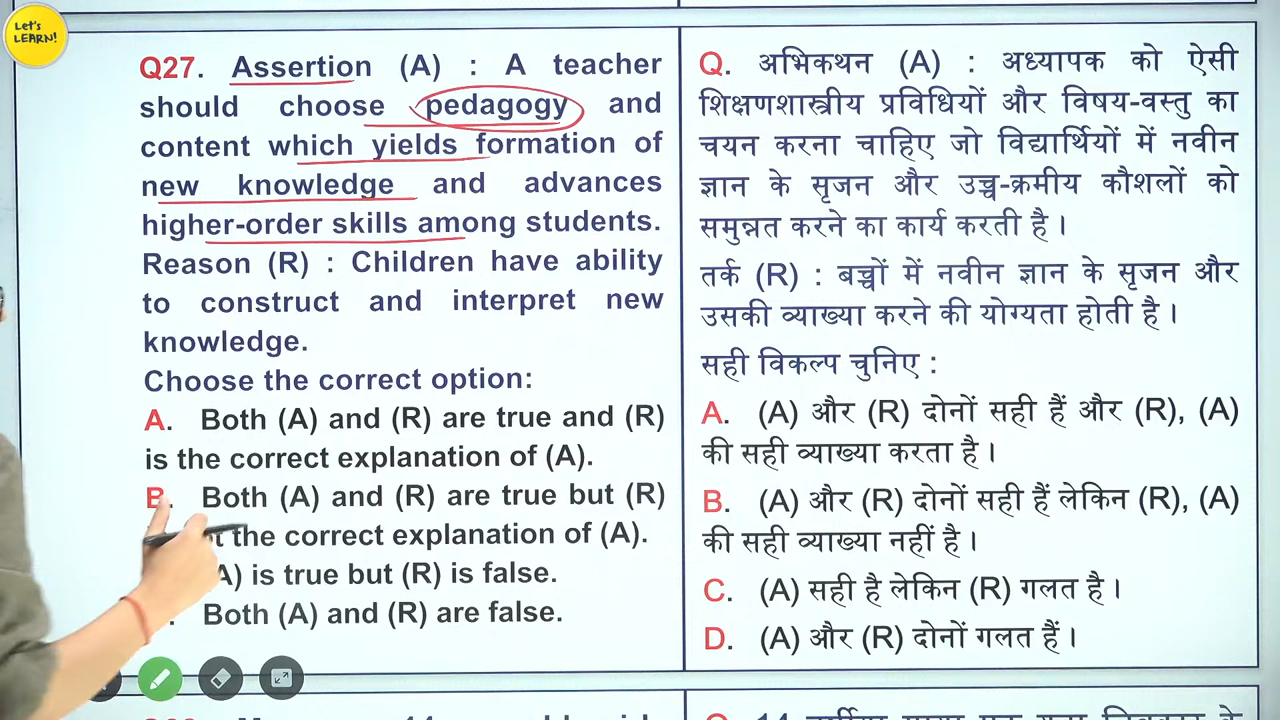 Let's
LEARN!
Q27. Assertion (A) : A teacher
should choose pedagogy and
content which yields formation of
new knowledge and advances
higher-order skills among students.
Reason (R) : Children have ability
to construct and interpret new
knowledge.
Choose the correct option:
A. Both (A) and (R) are true and (R)
is the correct explanation of (A).
B. Both (A) and (R) are true but (R)
the correct explanation of (A).
A) is true but (R) is false.
Both (A) and (R) are false.
Q. अभिकथन (A) : अध्यापक को ऐसी
शिक्षणशास्त्रीय प्रविधियों और विषय-वस्तु का
चयन करना चाहिए जो विद्यार्थियों में नवीन
ज्ञान के सृजन और उच्च-क्रमीय कौशलों को
समुन्नत करने का कार्य करती है।
तर्क (R) : बच्चों में नवीन ज्ञान के सृजन और
उसकी व्याख्या करने की योग्यता होती है।
सही विकल्प चुनिए :
A. (A) और (R) दोनों सही हैं और (R), (A)
की सही व्याख्या करता है।
B. (A) और (R) दोनों सही हैं लेकिन (R), (A)
की सही व्याख्या नहीं है।
C. (A) सही है लेकिन (R) गलत है।
D. (A) और (R) दोनों गलत हैं।